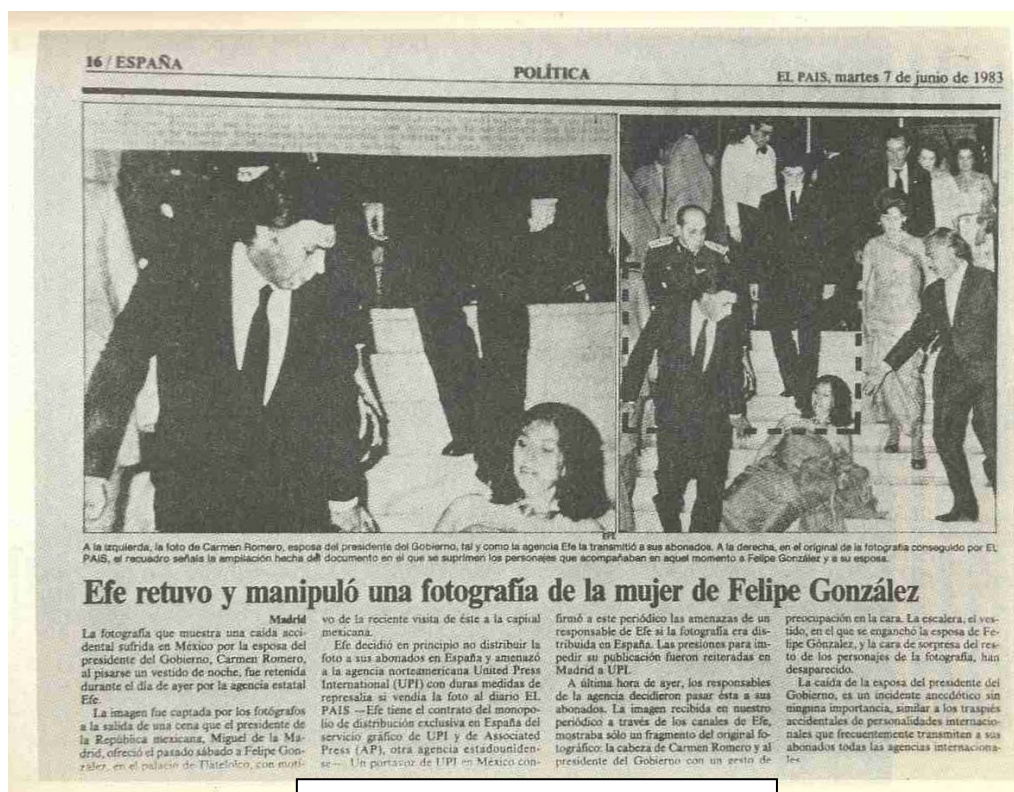 16 / ESPAÑA
POLÍTICA
EL PAIS, martes 7 de junio de 1983
EFE
A la izquierda, la foto de Carmen Romero, esposa del presidente del Gobierno, tal y como la agencia Efe la transmitió a sus abonados. A la derecha, en el original de la fotografía conseguido por EL
PAIS, el recuadro señala la ampliación hecha del documento en el que se suprimen los personajes que acompañaban en aquel momento a Felipe González y a su esposa.
Efe retuvo y manipuló una fotografía de la mujer de Felipe González
Madrid
La fotografía que muestra una caída acci-
dental sufrida en México por la esposa del
presidente del Gobierno, Carmen Romero,
al pisarse un vestido de noche, fue retenida
durante el día de ayer por la agencia estatal
Efe.
La imagen fue captada por los fotógrafos
a la salida de una cena que el presidente de
la República mexicana, Miguel de la Ma-
drid, ofreció el pasado sábado a Felipe Gon-
zález, en el palacio de Tlatelolco, con moti-
vo de la reciente visita de éste a la capital
mexicana.
Efe decidió en principio no distribuir la
foto a sus abonados en España y amenazó
a la agencia norteamericana United Press
International (UPI) con duras medidas de
represalia si vendía la foto al diario EL
PAIS —Efe tiene el contrato del monopo-
lio de distribución exclusiva en España del
servicio gráfico de UPI y de Associated
Press (AP), otra agencia estadouniden-
se—. Un portavoz de UPI en México con-
firmó a este periódico las amenazas de un
responsable de Efe si la fotografía era dis-
tribuida en España. Las presiones para im-
pedir su publicación fueron reiteradas en
Madrid a UPI.
A última hora de ayer, los responsables
de la agencia decidieron pasar ésta a sus
abonados. La imagen recibida en nuestro
periódico a través de los canales de Efe,
mostraba sólo un fragmento del original fo-
tográfico: la cabeza de Carmen Romero y al
presidente del Gobierno con un gesto de
preocupación en la cara. La escalera, el ves-
tido, en el que se enganchó la esposa de Fe-
lipe González, y la cara de sorpresa del res-
to de los personajes de la fotografía, han
desaparecido.
La caída de la esposa del presidente del
Gobierno, es un incidente anecdótico sin
ninguna importancia, similar a los traspiés
accidentales de personalidades internacio-
nales que frecuentemente transmiten a sus
abonados todas las agencias internaciona-
les.